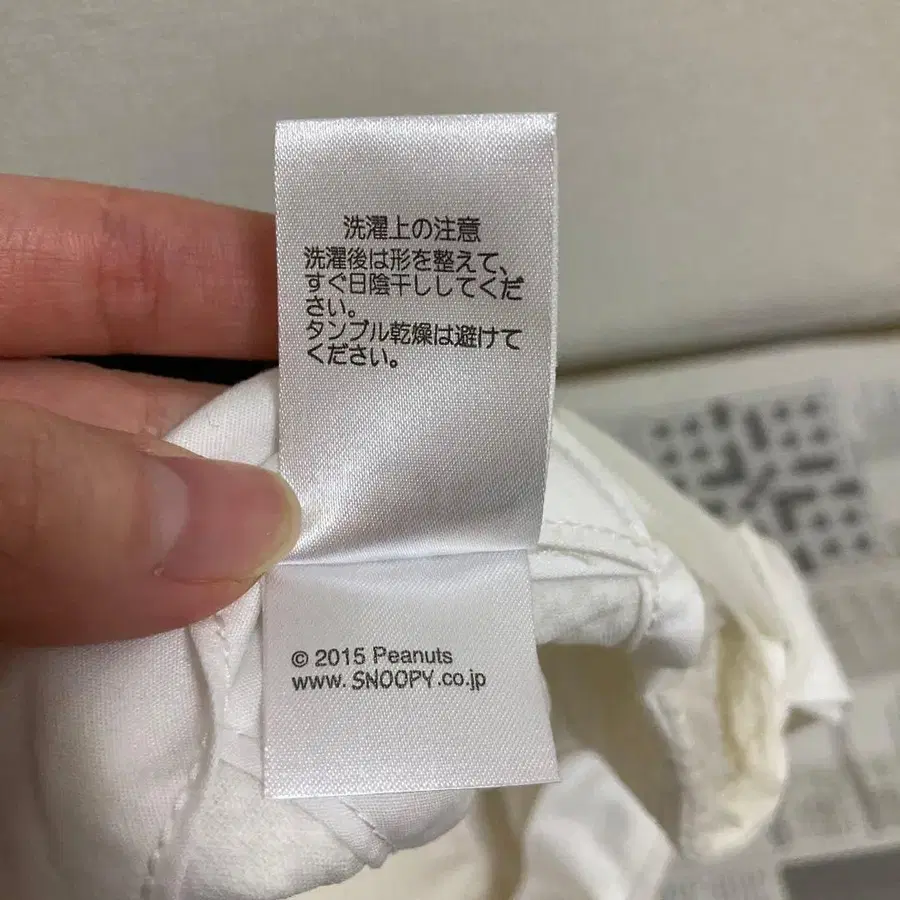 洗濯上の注意
洗濯後は形を整えて、
すぐ日陰干ししてくだ
さい。
タンブル乾燥は避けて
ください。
© 2015 Peanuts
www.SNOOPY.co.jp